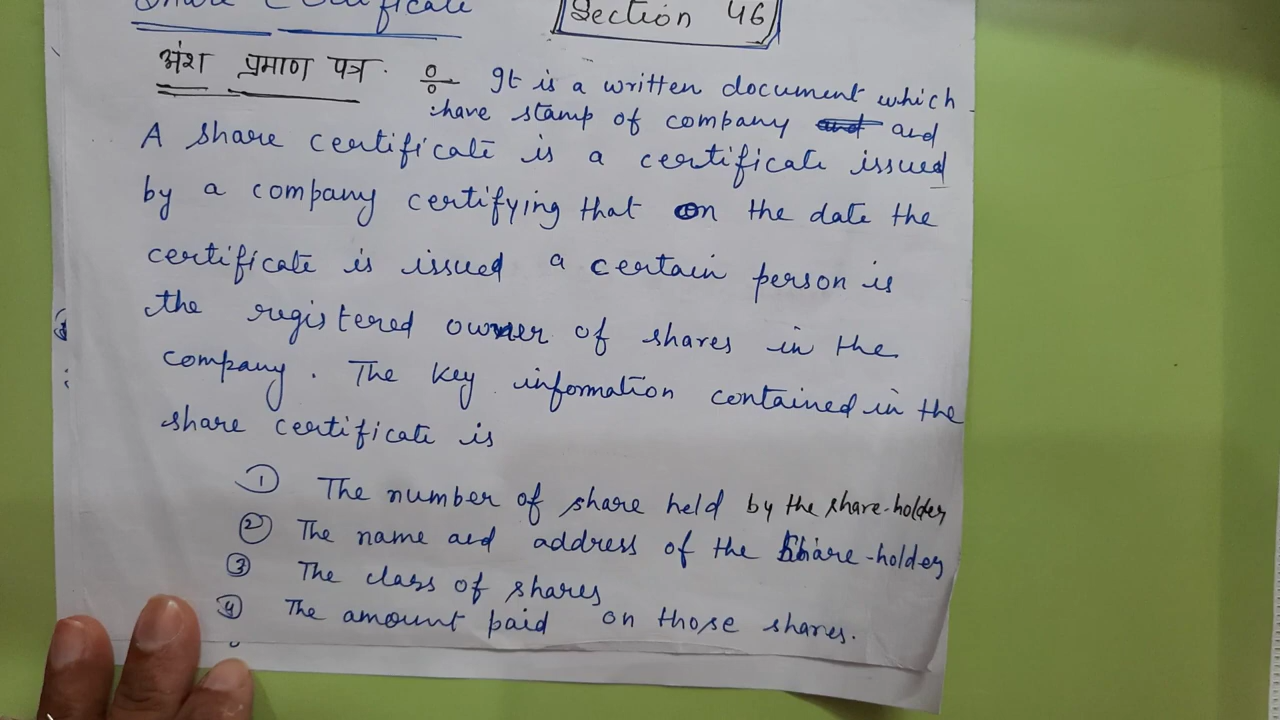 Share Certificate
Section 46
अंश प्रमाण पत्र. ÷ It is a written document which
have stamp of company and and
A share certificate is a certificate issued
by a company certifying that on the date the
certificate is issued a certain person is
the registered owner of shares in the
company. The Key information contained in the
share certificate is
① The number of share held by the share-holder
② The name and address of the Share-holder
③ The class of shares
④ The amount paid on those shares.